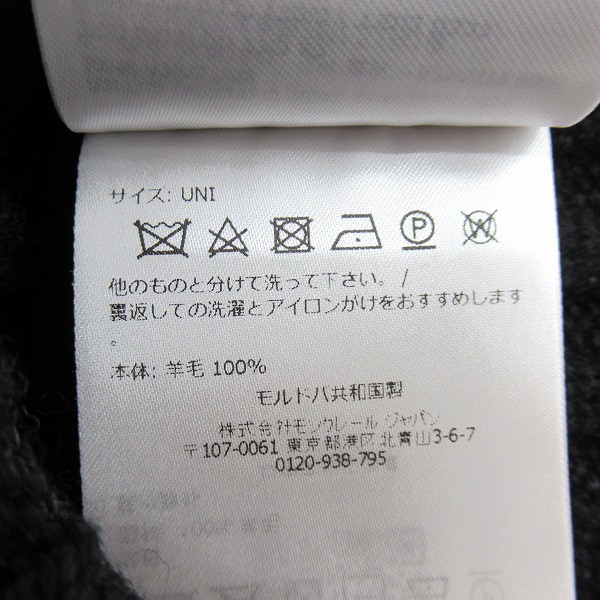 サイズ: UNI
P W
他のものと分けて洗って下さい。 /
裏返しての洗濯とアイロンがけをおすすめします
。
本体: 羊毛 100%
モルドバ共和国製
株式会社モンクレール ジャパン
〒107-0061 東京都港区北青山3-6-7
0120-938-795